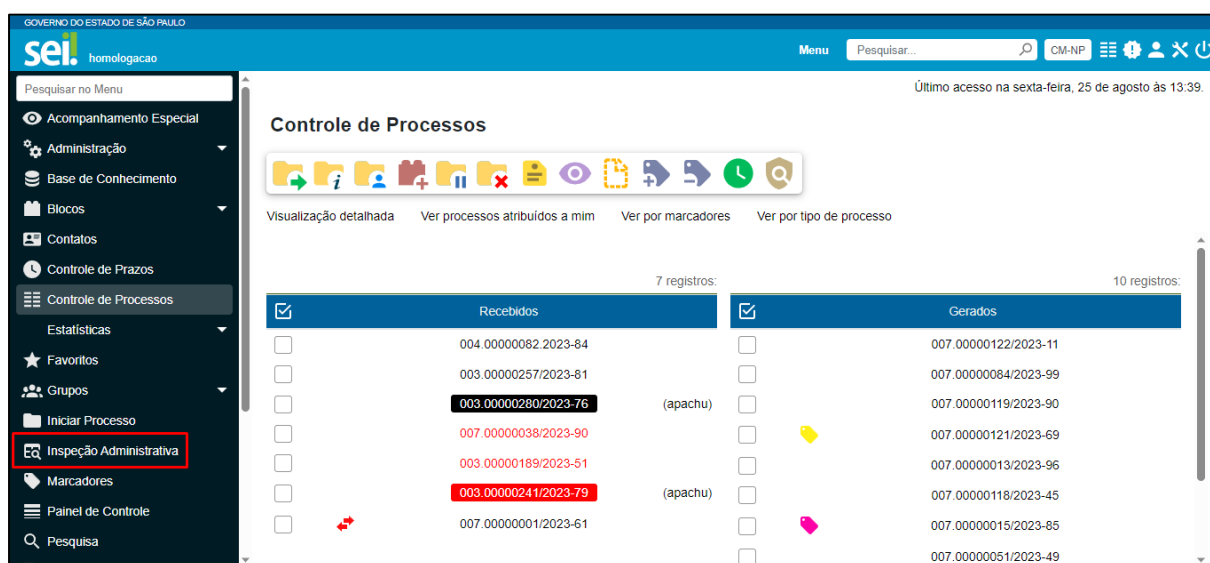 GOVERNO DO ESTADO DE SÃO PAULO
sei! homologacao
Menu Pesquisar... CM-NP
Pesquisar no Menu
Acompanhamento Especial
Administração
Base de Conhecimento
Blocos
Contatos
Controle de Prazos
Controle de Processos
Estatísticas
Favoritos
Grupos
Iniciar Processo
Inspeção Administrativa
Marcadores
Painel de Controle
Pesquisa
Último acesso na sexta-feira, 25 de agosto às 13:39.
Controle de Processos
Visualização detalhada Ver processos atribuídos a mim Ver por marcadores Ver por tipo de processo
7 registros:
Recebidos
004.00000082.2023-84
003.00000257/2023-81
003.00000280/2023-76 (apachu)
007.00000038/2023-90
003.00000189/2023-51
003.00000241/2023-79 (apachu)
007.00000001/2023-61
10 registros:
Gerados
007.00000122/2023-11
007.00000084/2023-99
007.00000119/2023-90
007.00000121/2023-69
007.00000013/2023-96
007.00000118/2023-45
007.00000015/2023-85
007.00000051/2023-49